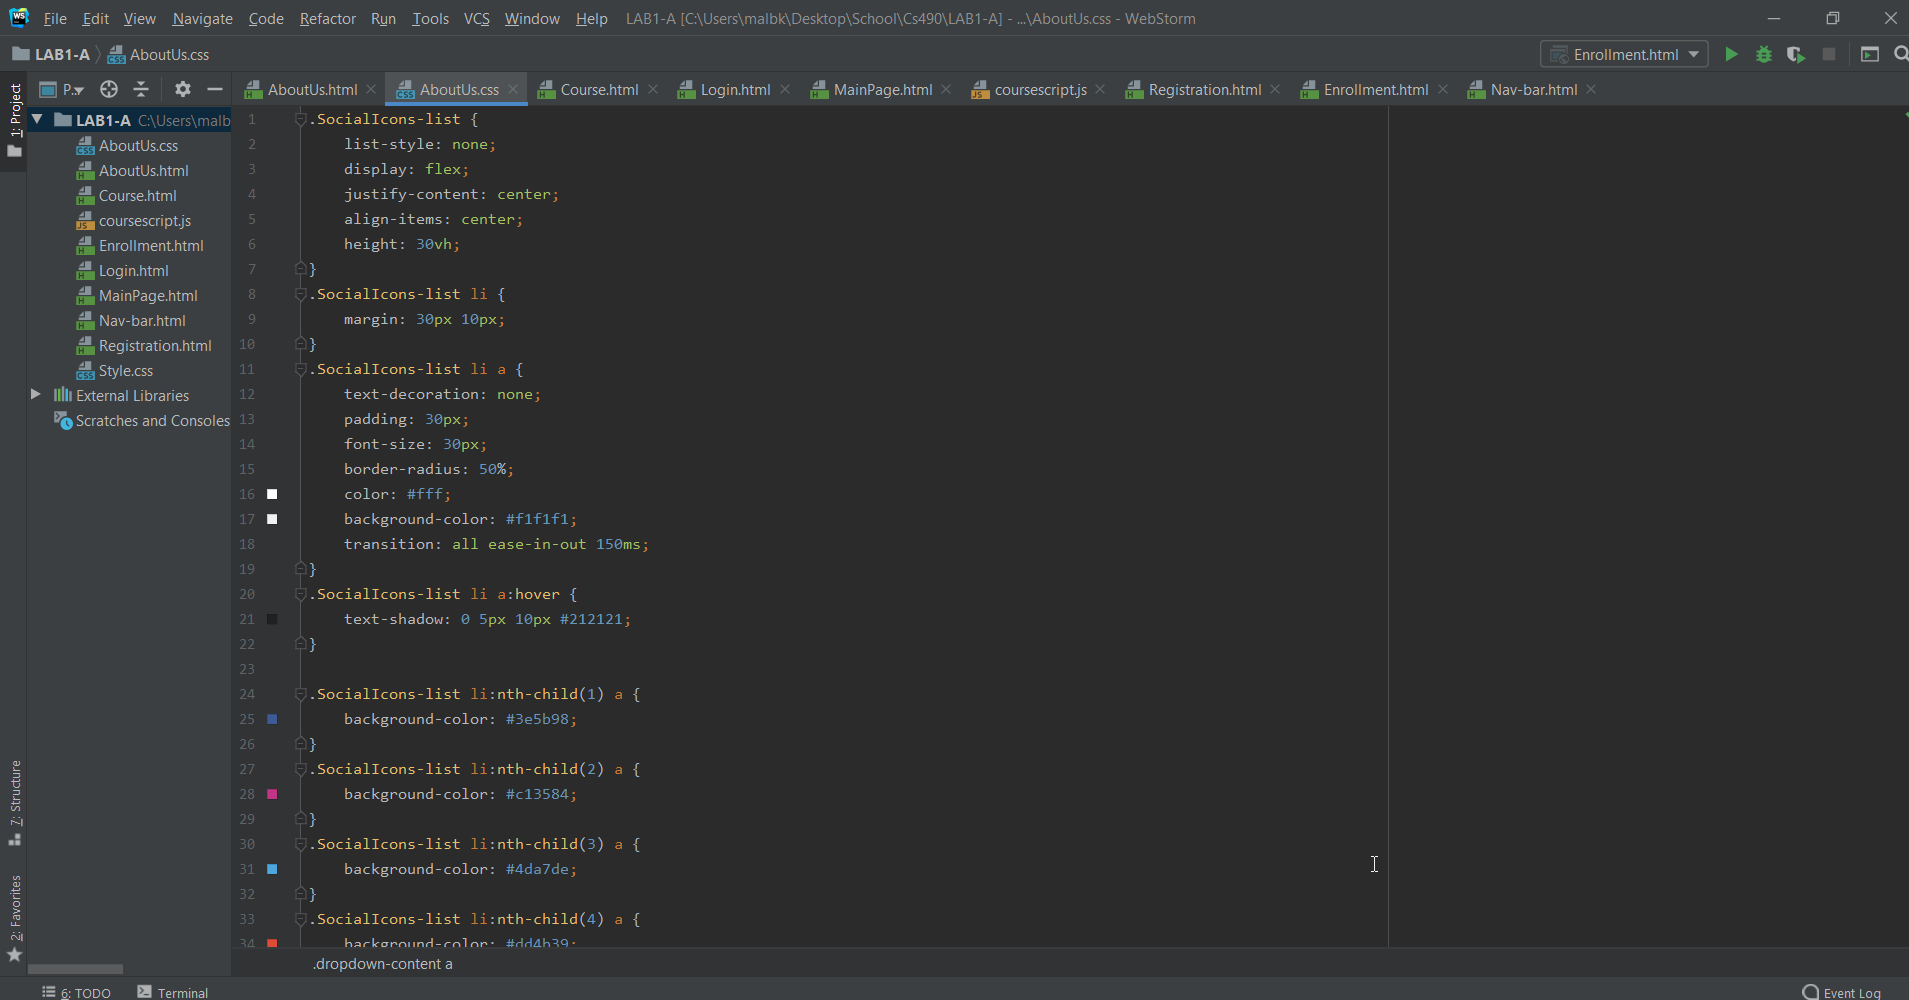 WS File Edit View Navigate Code Refactor Run Tools VCS Window Help LAB1-A [C:\Users\malbk\Desktop\School\Cs490\LAB1-A] - ...\AboutUs.css - WebStorm
LAB1-A AboutUs.css Enrollment.html
P.. AboutUs.html AboutUs.css Course.html Login.html MainPage.html coursescript.js Registration.html Enrollment.html Nav-bar.html
1: Project
LAB1-A C:\Users\malb
AboutUs.css
AboutUs.html
Course.html
coursescript.js
Enrollment.html
Login.html
MainPage.html
Nav-bar.html
Registration.html
Style.css
External Libraries
Scratches and Consoles
7: Structure
2: Favorites
1 .SocialIcons-list {
2 list-style: none;
3 display: flex;
4 justify-content: center;
5 align-items: center;
6 height: 30vh;
7 }
8 .SocialIcons-list li {
9 margin: 30px 10px;
10 }
11 .SocialIcons-list li a {
12 text-decoration: none;
13 padding: 30px;
14 font-size: 30px;
15 border-radius: 50%;
16 color: #fff;
17 background-color: #f1f1f1;
18 transition: all ease-in-out 150ms;
19 }
20 .SocialIcons-list li a:hover {
21 text-shadow: 0 5px 10px #212121;
22 }
23
24 .SocialIcons-list li:nth-child(1) a {
25 background-color: #3e5b98;
26 }
27 .SocialIcons-list li:nth-child(2) a {
28 background-color: #c13584;
29 }
30 .SocialIcons-list li:nth-child(3) a {
31 background-color: #4da7de;
32 }
33 .SocialIcons-list li:nth-child(4) a {
34 background-color: #dd4b39;
.dropdown-content a
6: TODO Terminal Event Log